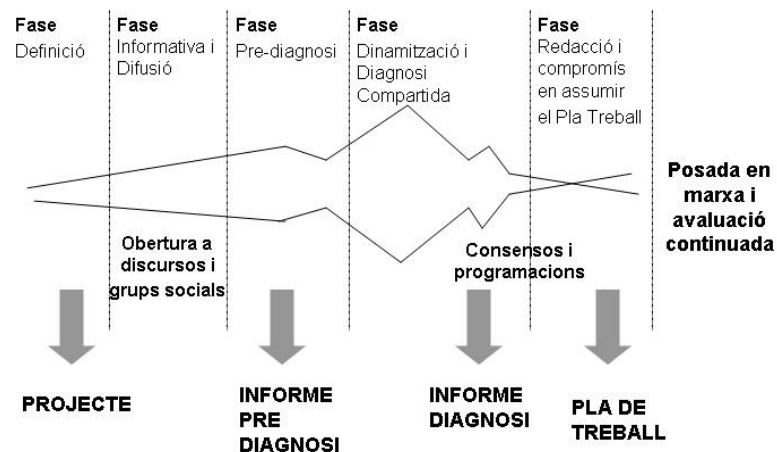 Fase
Definició
Fase
Informativa i
Difusió
Fase
Pre-diagnosi
Fase
Dinamització i
Diagnosi
Compartida
Fase
Redacció i
compromís
en assumir
el Pla Treball
Posada en
marxa i
avaluació
continuada
Obertura a
discursos i
grups socials
Consensos i
programacions
PROJECTE
INFORME
PRE
DIAGNOSI
INFORME
DIAGNOSI
PLA DE
TREBALL